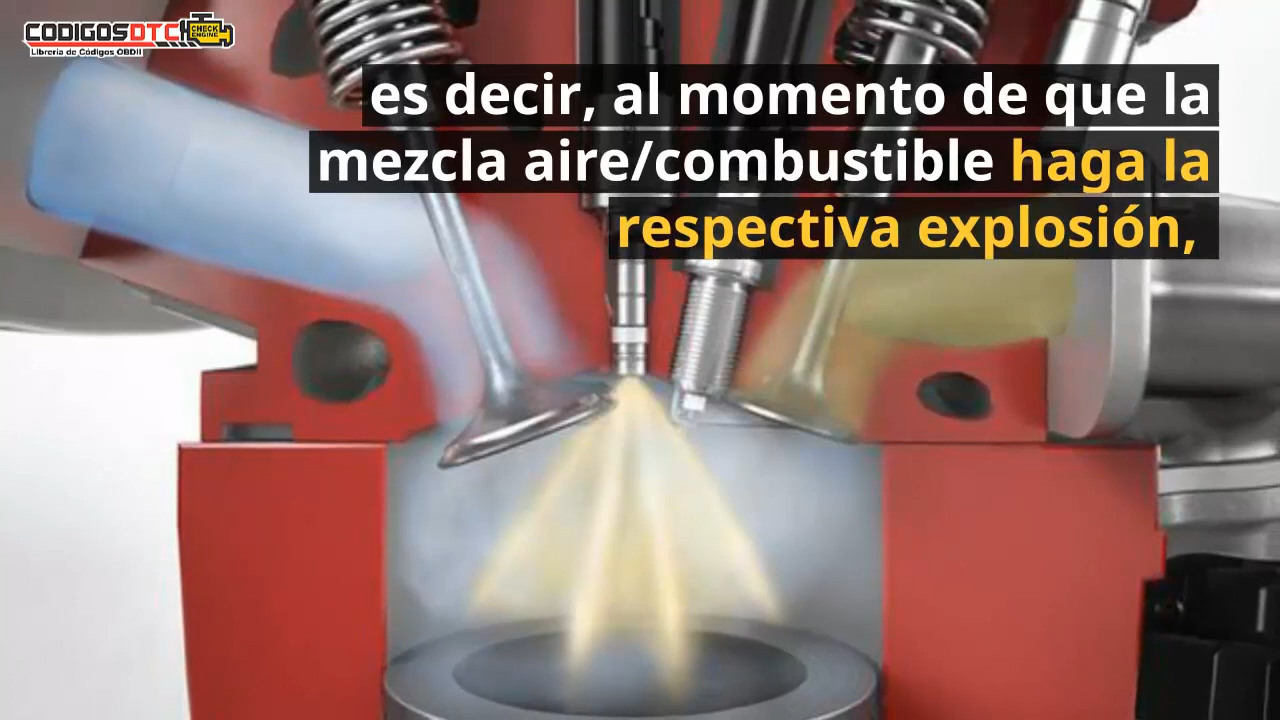 CODIGOSDTC
CHECK
ENGINE
Librería de Códigos OBDII
es decir, al momento de que la
mezcla aire/combustible haga la
respectiva explosión,